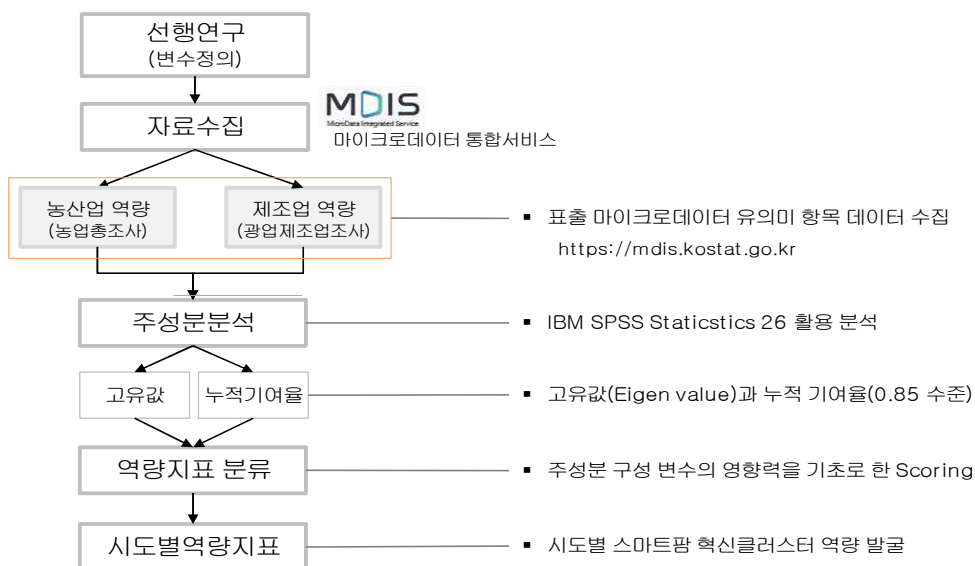 선행연구
(변수정의)
자료수집
MDIS
MicroData Integrated Service
마이크로데이터 통합서비스
농산업 역량
(농업총조사)
제조업 역량
(광업제조업조사)
▪ 표출 마이크로데이터 유의미 항목 데이터 수집
https://mdis.kostat.go.kr
주성분분석
▪ IBM SPSS Staticstics 26 활용 분석
고유값
누적기여율
▪ 고유값(Eigen value)과 누적 기여율(0.85 수준)
역량지표 분류
▪ 주성분 구성 변수의 영향력을 기초로 한 Scoring
시도별역량지표
▪ 시도별 스마트팜 혁신클러스터 역량 발굴